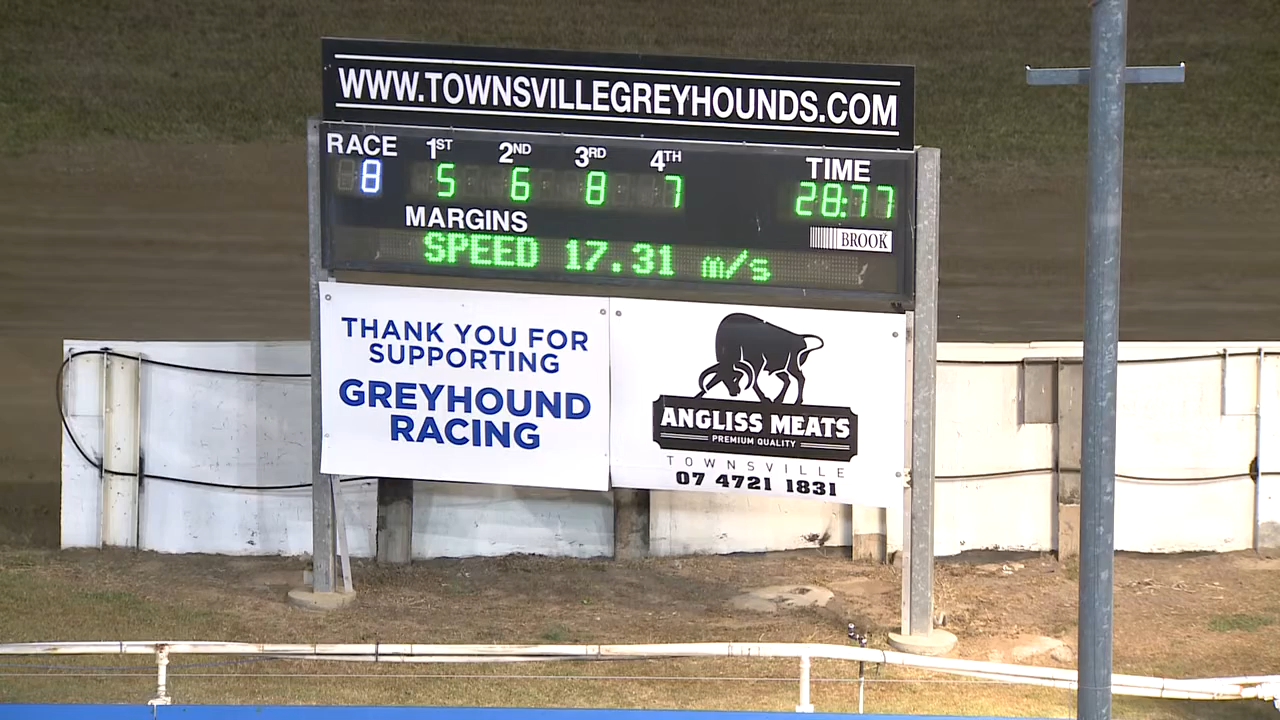 WWW.TOWNSVILLEGREYHOUNDS.COM
RACE 1ST 2ND 3RD 4TH TIME
8 5 6 8 7 28:77
MARGINS
BROOK
SPEED 17.31 m/s
THANK YOU FOR
SUPPORTING
GREYHOUND
RACING
ANGLISS MEATS
PREMIUM QUALITY
TOWNSVILLE
07 4721 1831